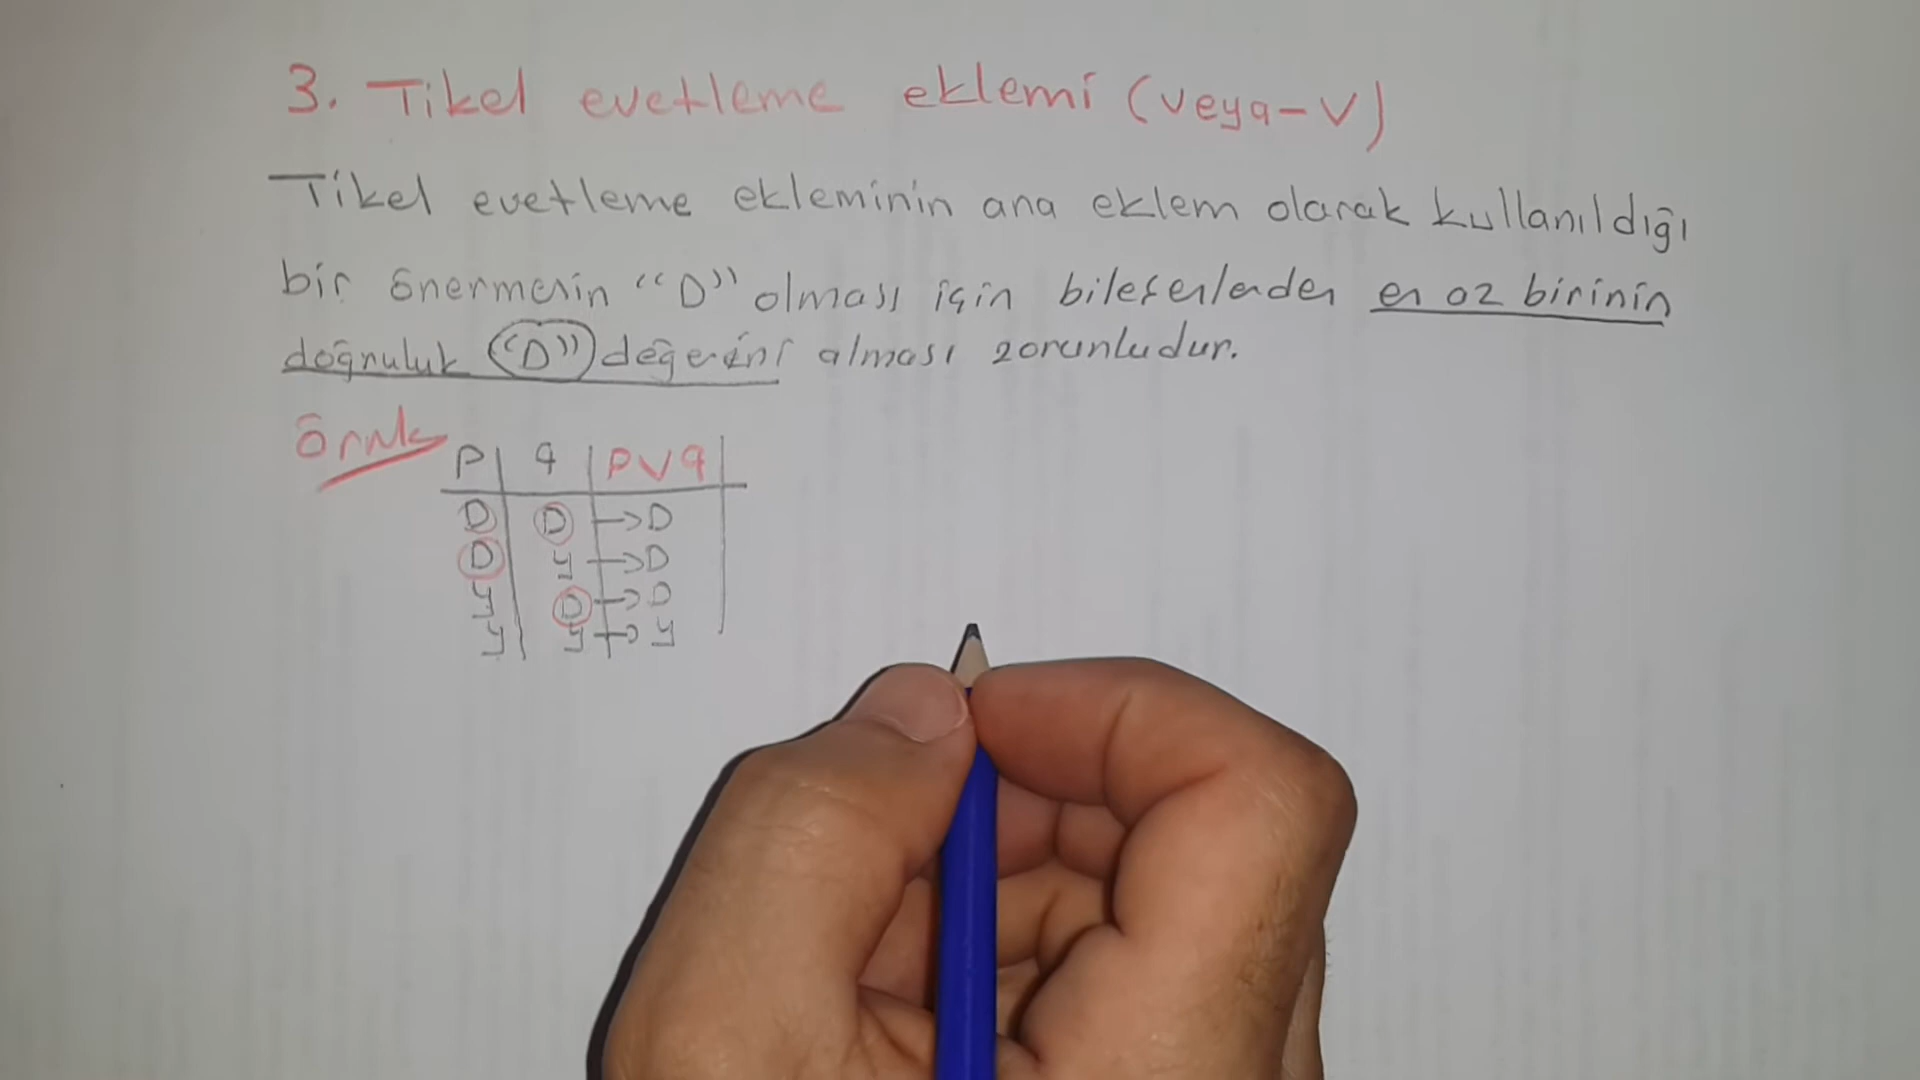 3. Tikel evetleme eklemi (veya-V)
Tikel evetleme ekleminin ana eklem olarak kullanıldığı
bir önermenin "D" olması için bileşenlerden en az birinin
doğruluk "D" değerini alması zorunludur.
Örnek
P q PVq
D D →D
D y →D
y D →D
y y → y